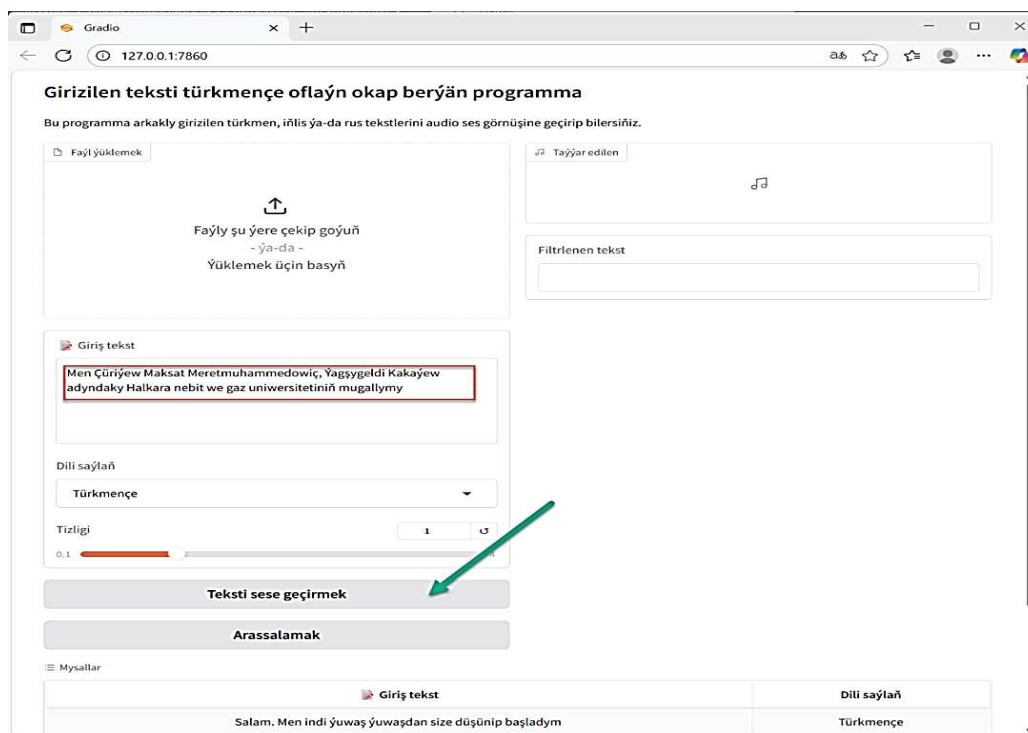 Gradio
127.0.0.1:7860
Girizilen teksti türkmençe oflaýn okap berýän programma
Bu programma arkakly girizilen türkmen, iňlis ýa-da rus tekstlerini audio ses görnüşine geçirip bilersiňiz.
Faýl ýüklemek
Faýly şu ýere çekip goýuň
- ýa-da -
Ýüklemek üçin basyň
Taýýar edilen
Filtrlenen tekst
Giriş tekst
Men Çüriýew Maksat Meretmuhammedowiç, Ýagşygeldi Kakaýew
adyndaky Halkara nebit we gaz uniwersitetiniň mugallymy
Dili saýlaň
Türkmençe
Tizligi
1
0.1
Teksti sese geçirmek
Arassalamak
Mysallar
Giriş tekst Dili saýlaň
Salam. Men indi ýuwaş ýuwaşdan size düşünip başladym Türkmençe